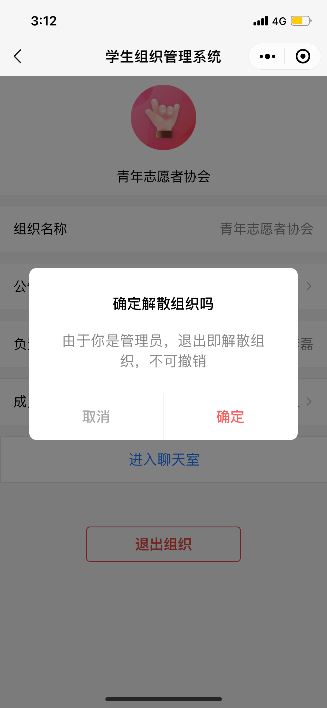 3:12
4G
学生组织管理系统
青年志愿者协会
组织名称
青年志愿者协会
确定解散组织吗
由于你是管理员，退出即解散组
织，不可撤销
取消
确定
进入聊天室
退出组织